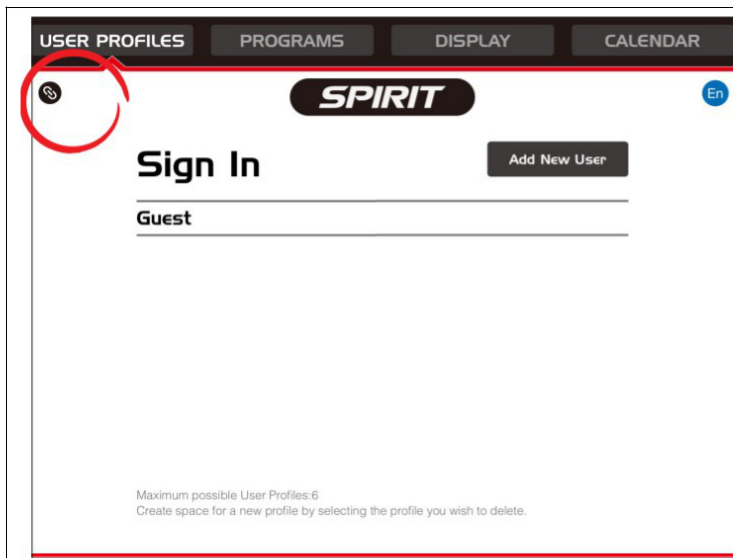 USER PROFILES PROGRAMS DISPLAY CALENDAR
SPIRIT En
Sign In Add New User
Guest
Maximum possible User Profiles:6
Create space for a new profile by selecting the profile you wish to delete.